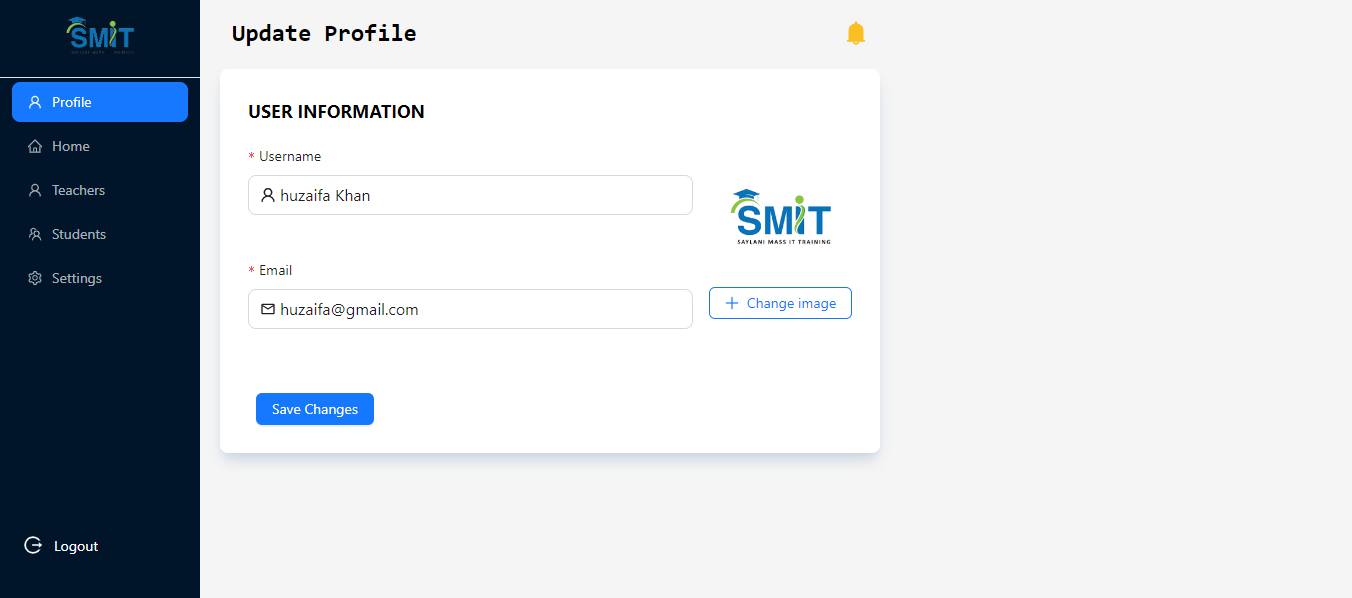 SMIT
Profile
Home
Teachers
Students
Settings
Logout
Update Profile
USER INFORMATION
* Username
huzaifa Khan
* Email
huzaifa@gmail.com
SMIT
SAYLANI MASS IT TRAINING
Change image
Save Changes